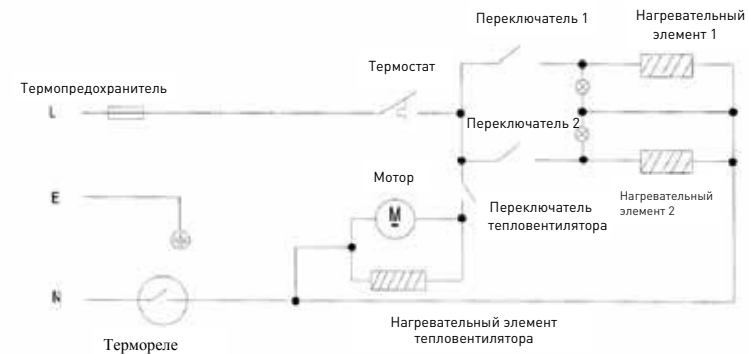 Переключатель 1
Нагревательный
элемент 1
Термостат
Термопредохранитель
L
Переключатель 2
E
Мотор
M
Переключатель
тепловентилятора
Нагревательный
элемент 2
N
Нагревательный элемент
тепловентилятора
Термореле